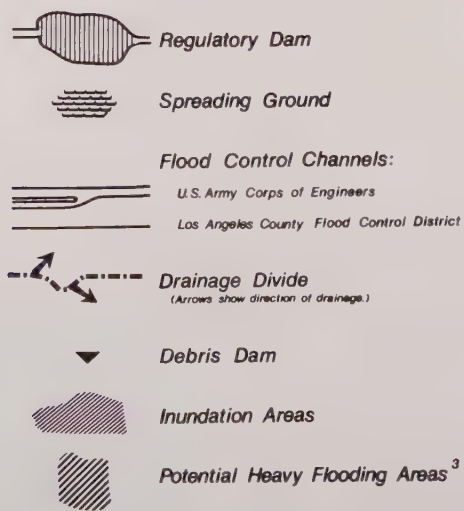 Regulatory Dam
Spreading Ground
Flood Control Channels:
U.S. Army Corps of Engineers
Los Angeles County Flood Control District
Drainage Divide
(Arrows show direction of drainage.)
Debris Dam
Inundation Areas
Potential Heavy Flooding Areas³